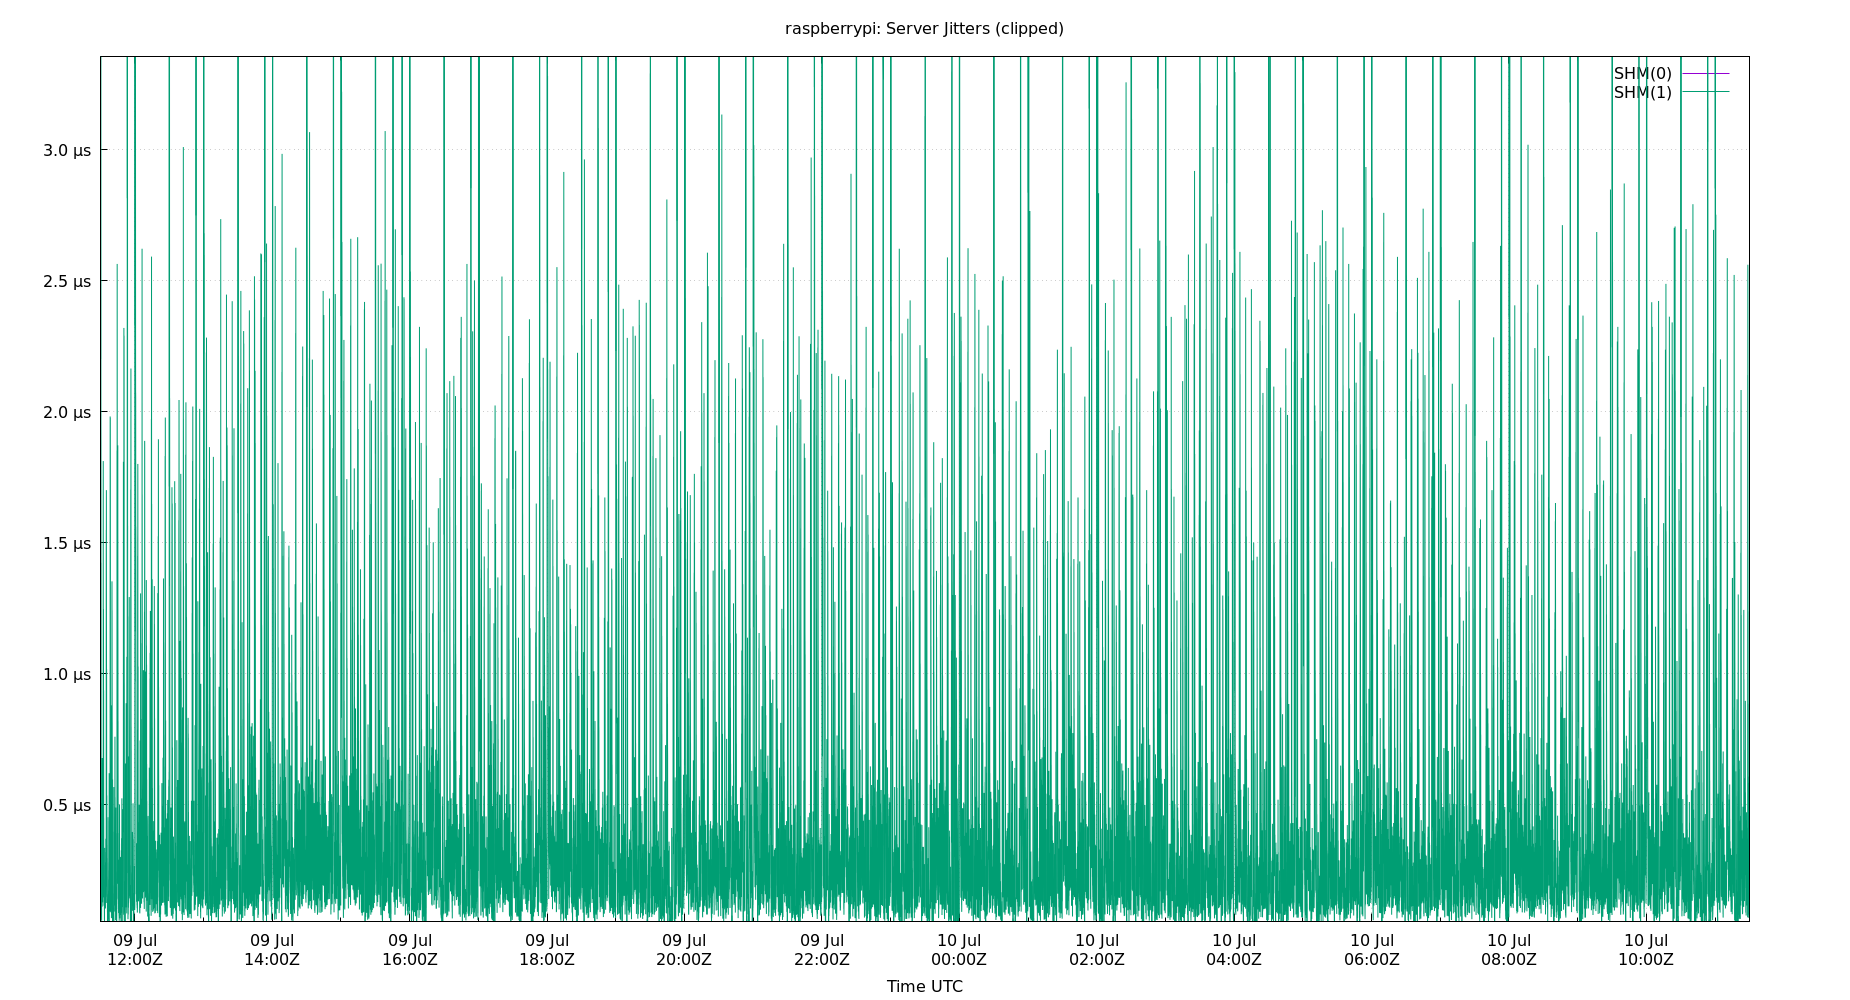 raspberrypi: Server Jitters (clipped)
SHM(0)
SHM(1)
3.0 µs
2.5 µs
2.0 µs
1.5 µs
1.0 µs
0.5 µs
09 Jul 09 Jul 09 Jul 09 Jul 09 Jul 09 Jul 10 Jul 10 Jul 10 Jul 10 Jul 10 Jul 10 Jul
12:00Z 14:00Z 16:00Z 18:00Z 20:00Z 22:00Z 00:00Z 02:00Z 04:00Z 06:00Z 08:00Z 10:00Z
Time UTC